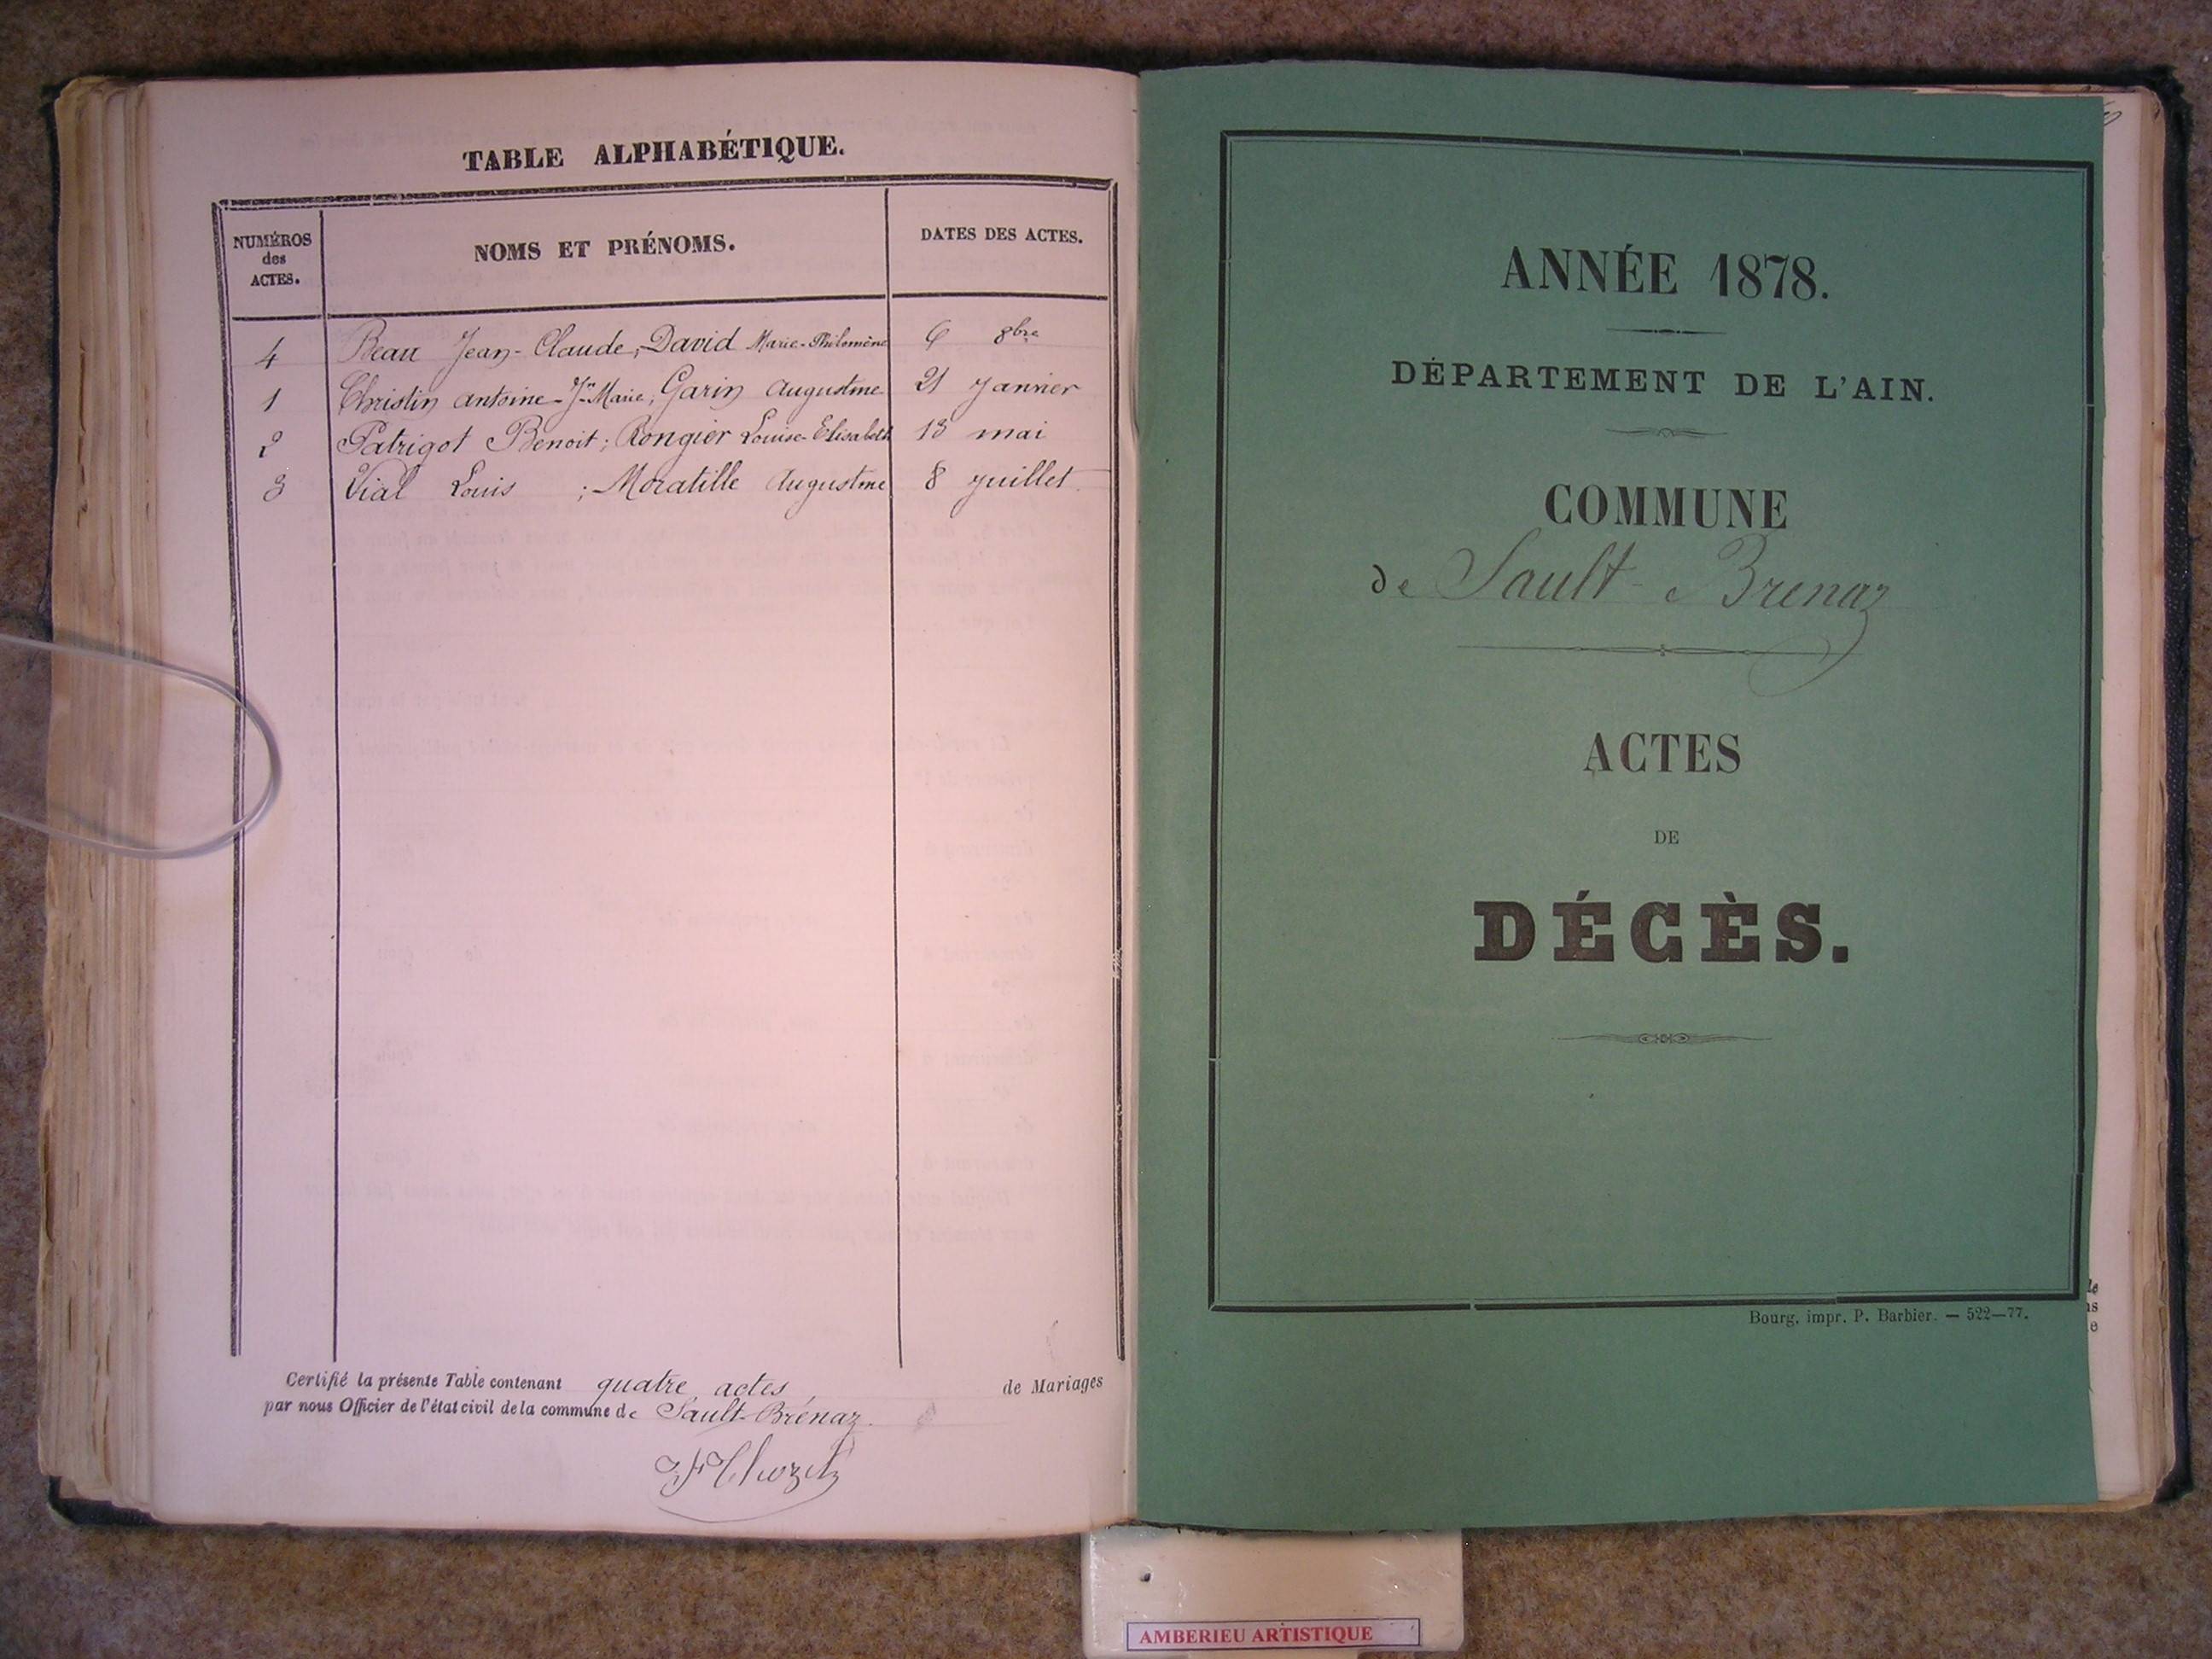 TABLE ALPHABÉTIQUE.
NUMÉROS des ACTES.
NOMS ET PRÉNOMS.
DATES DES ACTES.
4 Beau Jean-Claude, David Marie-Philomène 6 8bre
1 Christin antoine-Jn-Marie; Garin Augustine 21 Janvier
2 Patrigot Benoit; Rongier Louise-Elisabeth 13 mai
3 Vial Louis ; Moratille Augustine 8 juillet
Certifié la présente Table contenant quatre actes de Mariages
par nous Officier de l'état civil de la commune de Sault-Brénaz.
ANNÉE 1878.
DÉPARTEMENT DE L'AIN.
COMMUNE
de Sault-Brenaz
ACTES
DE
DÉCÈS.
Bourg, impr. P. Barbier. — 522—77.
AMBERIEU ARTISTIQUE